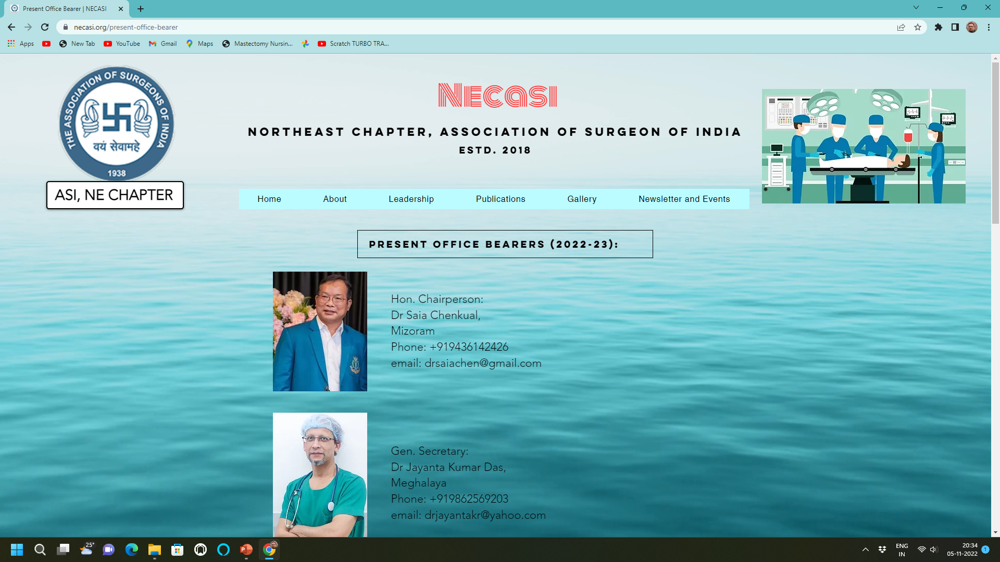 Present Office Bearer | NECASI
necasi.org/present-office-bearer
Apps
New Tab
YouTube
Gmail
Maps
Mastectomy Nursin...
Scratch TURBO TRA...
THE ASSOCIATION OF SURGEONS OF INDIA
वयं सेवामहे
1938
ASI, NE CHAPTER
NECASI
NORTHEAST CHAPTER, ASSOCIATION OF SURGEON OF INDIA
ESTD. 2018
Home About Leadership Publications Gallery Newsletter and Events
PRESENT OFFICE BEARERS (2022-23):
Hon. Chairperson:
Dr Saia Chenkual,
Mizoram
Phone: +919436142426
email: drsaiachen@gmail.com
Gen. Secretary:
Dr Jayanta Kumar Das,
Meghalaya
Phone: +919862569203
email: drjayantakr@yahoo.com
25°
ENG
IN
20:34
05-11-2022
1